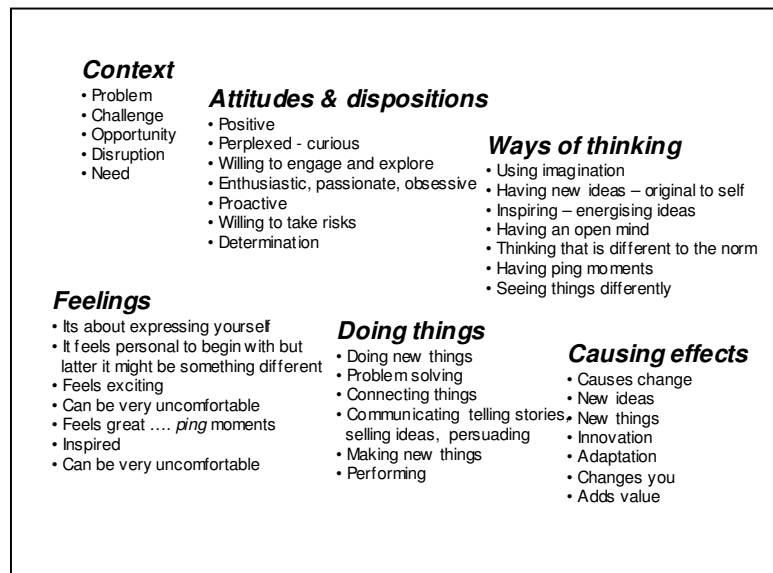 Context
• Problem
• Challenge
• Opportunity
• Disruption
• Need
Attitudes & dispositions
• Positive
• Perplexed - curious
• Willing to engage and explore
• Enthusiastic, passionate, obsessive
• Proactive
• Willing to take risks
• Determination
Ways of thinking
• Using imagination
• Having new ideas – original to self
• Inspiring – energising ideas
• Having an open mind
• Thinking that is different to the norm
• Having ping moments
• Seeing things differently
Feelings
• Its about expressing yourself
• It feels personal to begin with but
latter it might be something different
• Feels exciting
• Can be very uncomfortable
• Feels great …. ping moments
• Inspired
• Can be very uncomfortable
Doing things
• Doing new things
• Problem solving
• Connecting things
• Communicating telling stories,
selling ideas, persuading
• Making new things
• Performing
Causing effects
• Causes change
• New ideas
• New things
• Innovation
• Adaptation
• Changes you
• Adds value